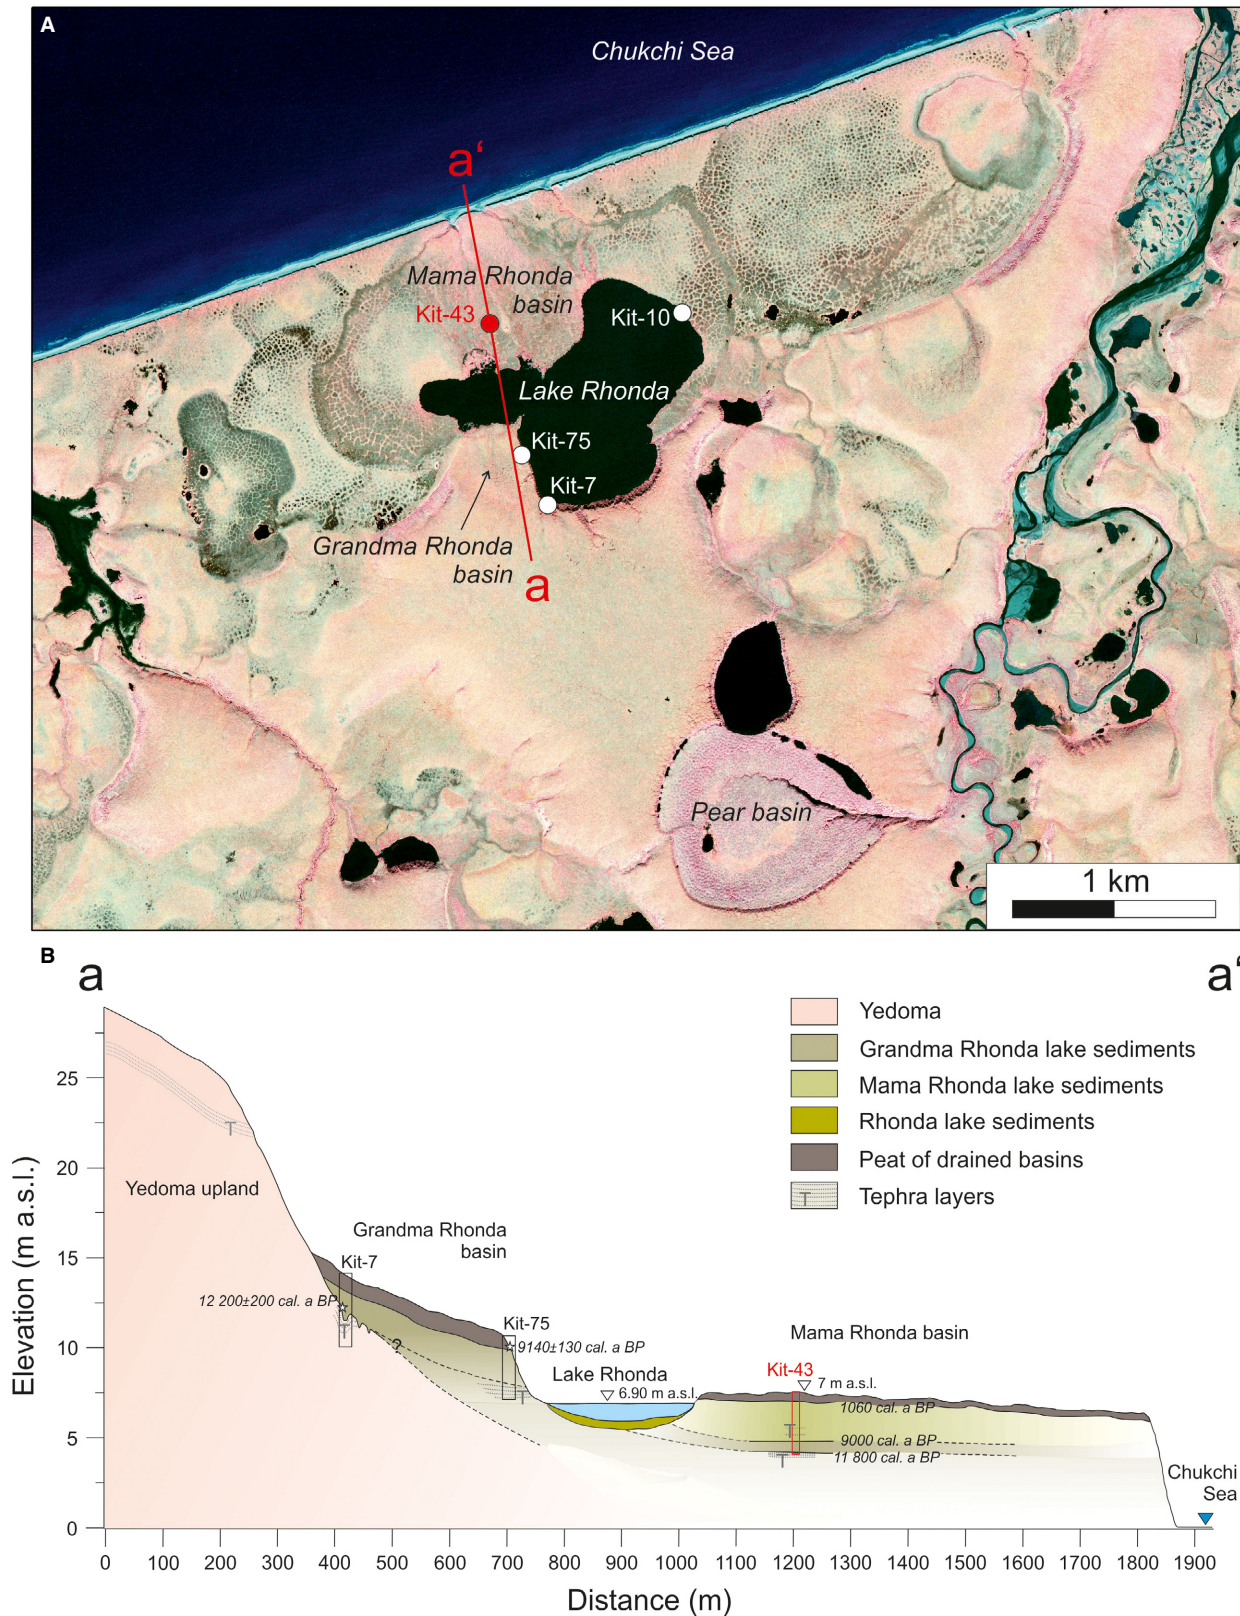 A
Chukchi Sea
a‘
Mama Rhonda
basin
Kit-43
Kit-10
Lake Rhonda
Kit-75
Kit-7
Grandma Rhonda
basin
a
Pear basin
1 km
B
a
a‘
Yedoma
Grandma Rhonda lake sediments
Mama Rhonda lake sediments
Rhonda lake sediments
Peat of drained basins
T
Tephra layers
Elevation (m a.s.l.)
25
20
15
10
5
0
T
Yedoma upland
Grandma Rhonda
basin
Kit-7
12 200±200 cal. a BP
T
?
Kit-75
9140±130 cal. a BP
T
Lake Rhonda
6.90 m a.s.l.
Mama Rhonda basin
Kit-43
7 m a.s.l.
1060 cal. a BP
T
9000 cal. a BP
11 800 cal. a BP
T
Chukchi
Sea
0 100 200 300 400 500 600 700 800 900 1000 1100 1200 1300 1400 1500 1600 1700 1800 1900
Distance (m)